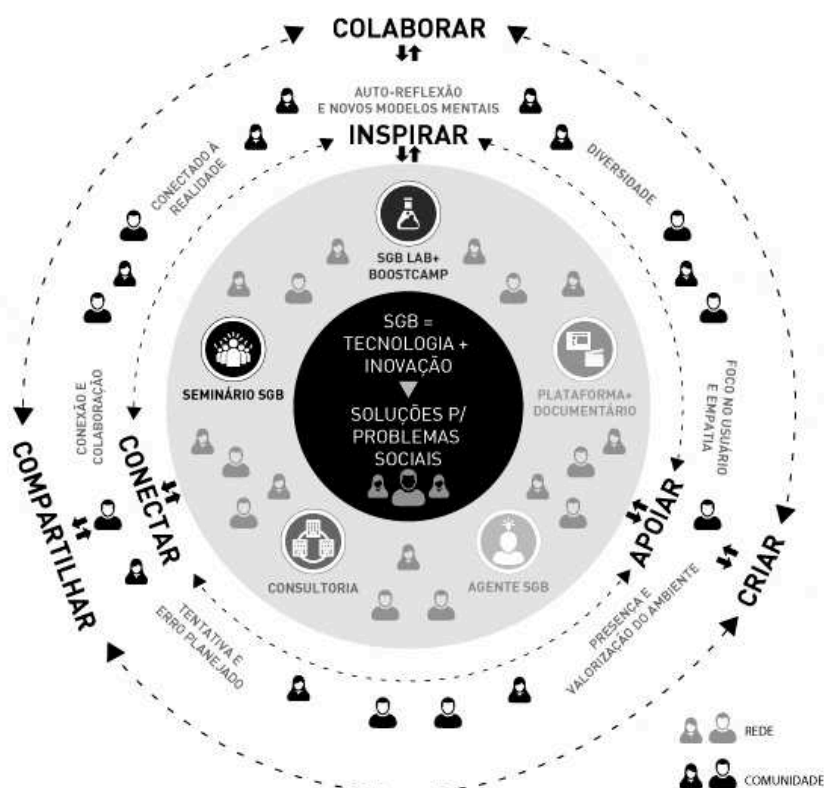 COLABORAR
AUTO-REFLEXÃO
E NOVOS MODELOS MENTAIS
INSPIRAR
CONECTADO À
REALIDADE
DIVERSIDADE
SGB LAB+
BOOSTCAMP
SGB =
TECNOLOGIA +
INOVAÇÃO
SOLUÇÕES P/
PROBLEMAS
SOCIAIS
SEMINÁRIO SGB
PLATAFORMA+
DOCUMENTÁRIO
CONEXÃO E
COLABORAÇÃO
FOCO NO USUÁRIO
E EMPATIA
COMPARTILHAR
CONECTAR
APOIAR
CRIAR
CONSULTORIA
AGENTE SGB
TENTATIVA E
ERRO PLANEJADO
PRESENÇA E
VALORIZAÇÃO DO AMBIENTE
REDE
COMUNIDADE